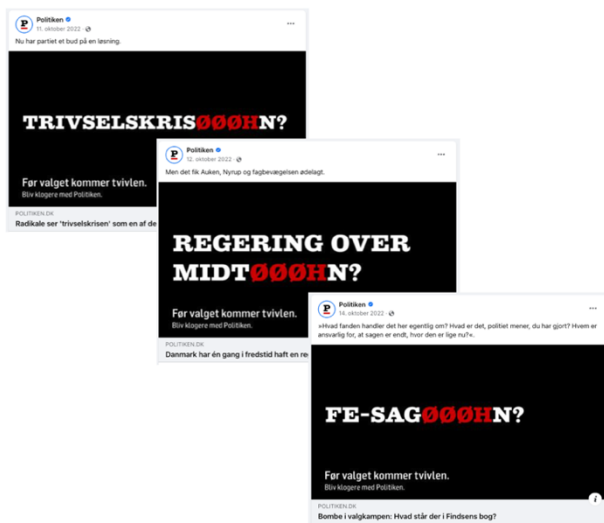 Politiken
11. oktober 2022 ·
Nu har partiet et bud på en løsning.
TRIVSELSKRISØØØHN?
Før valget kommer tvivlen.
Bliv klogere med Politiken.
POLITIKEN.DK
Radikale ser 'trivselskrisen' som en af de
Politiken
12. oktober 2022 ·
Men det fik Auken, Nyrup og fagbevægelsen ødelagt.
REGERING OVER
MIDTØØØHN?
Før valget kommer tvivlen.
Bliv klogere med Politiken.
POLITIKEN.DK
Danmark har én gang i fredstid haft en re
Politiken
14. oktober 2022 ·
»Hvad fanden handler det her egentlig om? Hvad er det, politiet mener, du har gjort? Hvem er
ansvarlig for, at sagen er endt, hvor den er lige nu?«.
FE-SAGØØØHN?
Før valget kommer tvivlen.
Bliv klogere med Politiken.
POLITIKEN.DK
Bombe i valgkampen: Hvad står der i Findsens bog?